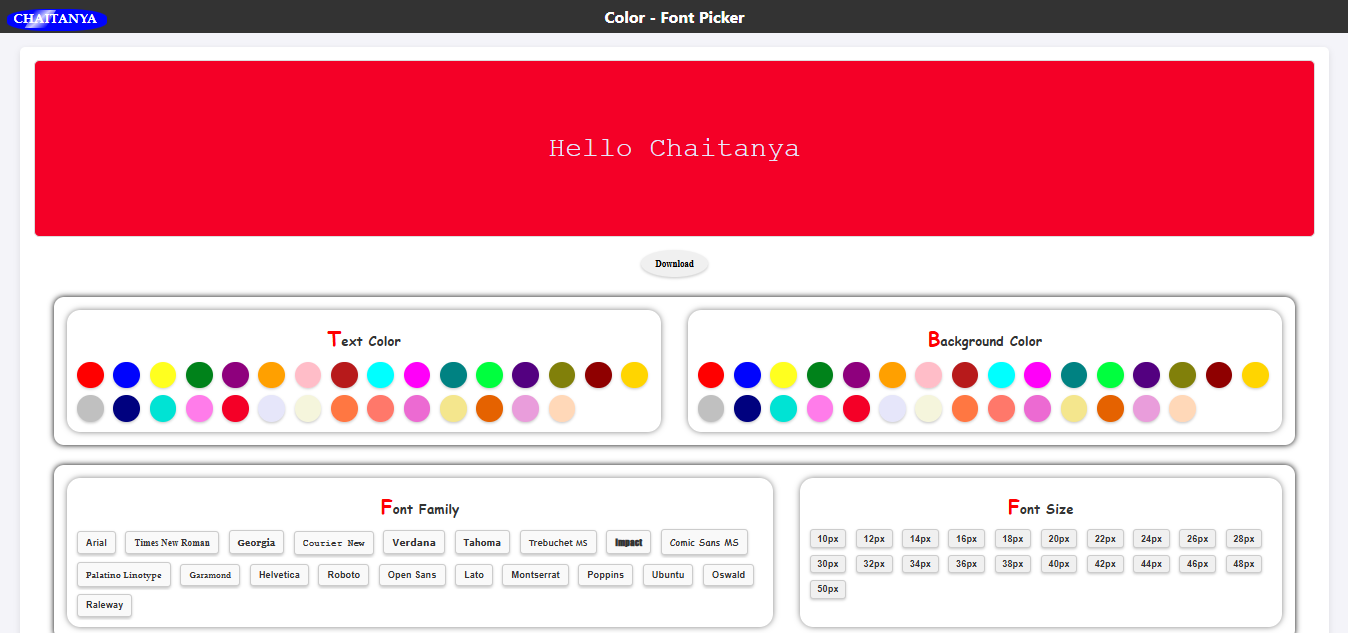 CHAITANYA
Color - Font Picker
Hello Chaitanya
Download
Text Color
Background Color
Font Family
Arial Times New Roman Georgia Courier New Verdana Tahoma Trebuchet MS Impact Comic Sans MS
Palatino Linotype Garamond Helvetica Roboto Open Sans Lato Montserrat Poppins Ubuntu Oswald
Raleway
Font Size
10px 12px 14px 16px 18px 20px 22px 24px 26px 28px
30px 32px 34px 36px 38px 40px 42px 44px 46px 48px
50px